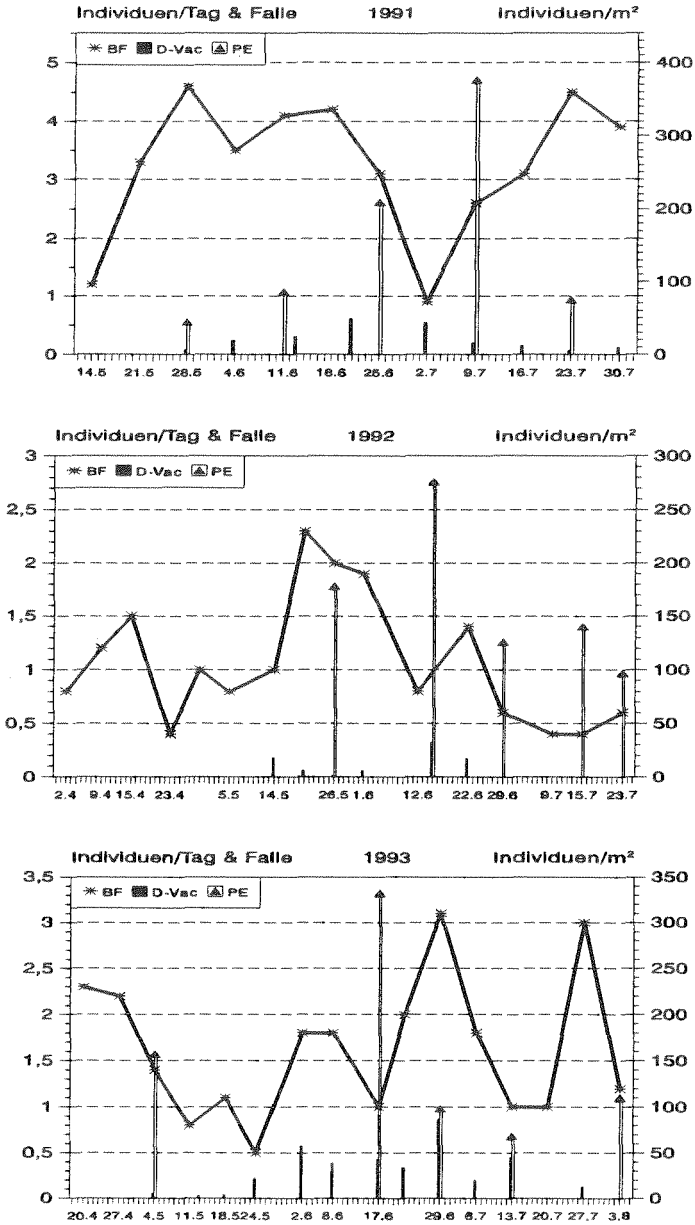 Individuen/Tag & Falle 1991 Individuen/m²
BF D-Vac PE
5 400
4 300
3
2 200
1 100
0 0
14.5 21.5 28.5 4.6 11.6 18.6 25.6 2.7 9.7 16.7 23.7 30.7
Individuen/Tag & Falle 1992 Individuen/m²
3 300
BF D-Vac PE
2,5 250
2 200
1,5 150
1 100
0,5 50
0 0
2.4 9.4 15.4 23.4 5.5 14.5 26.5 1.6 12.6 22.6 29.6 9.7 15.7 23.7
Individuen/Tag & Falle 1993 Individuen/m²
3,5 350
BF D-Vac PE
3 300
2,5 250
2 200
1,5 150
1 100
0,5 50
0 0
20.4 27.4 4.5 11.5 18.5 24.5 2.6 8.6 17.6 29.6 6.7 13.7 20.7 27.7 3.8